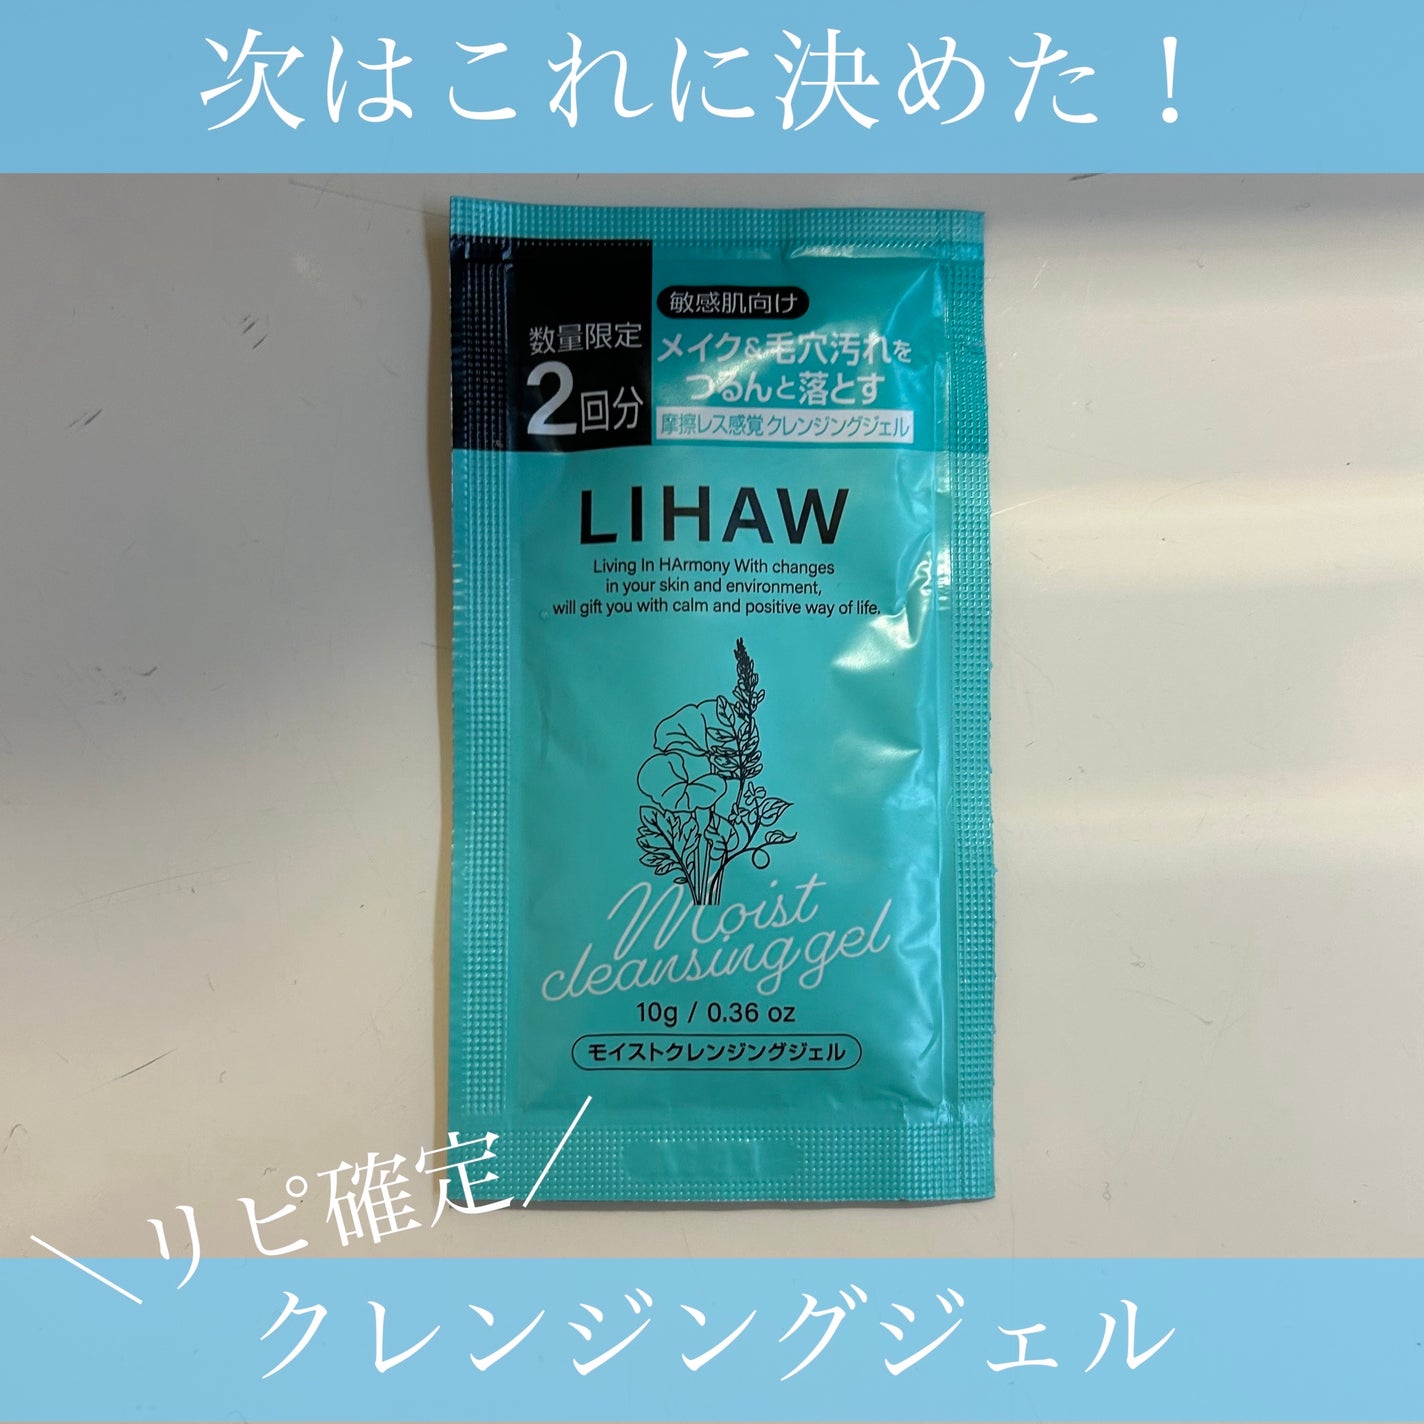 次はこれに決めた！
数量限定
2回分
敏感肌向け
メイク&毛穴汚れを
つるんと落とす
摩擦レス感覚 クレンジングジェル
LIHAW
Living In HArmony With changes
in your skin and environment,
will gift you with calm and positive way of life.
Moist
cleansing gel
10g / 0.36 oz
モイストクレンジングジェル
＼リピ確定／
クレンジングジェル